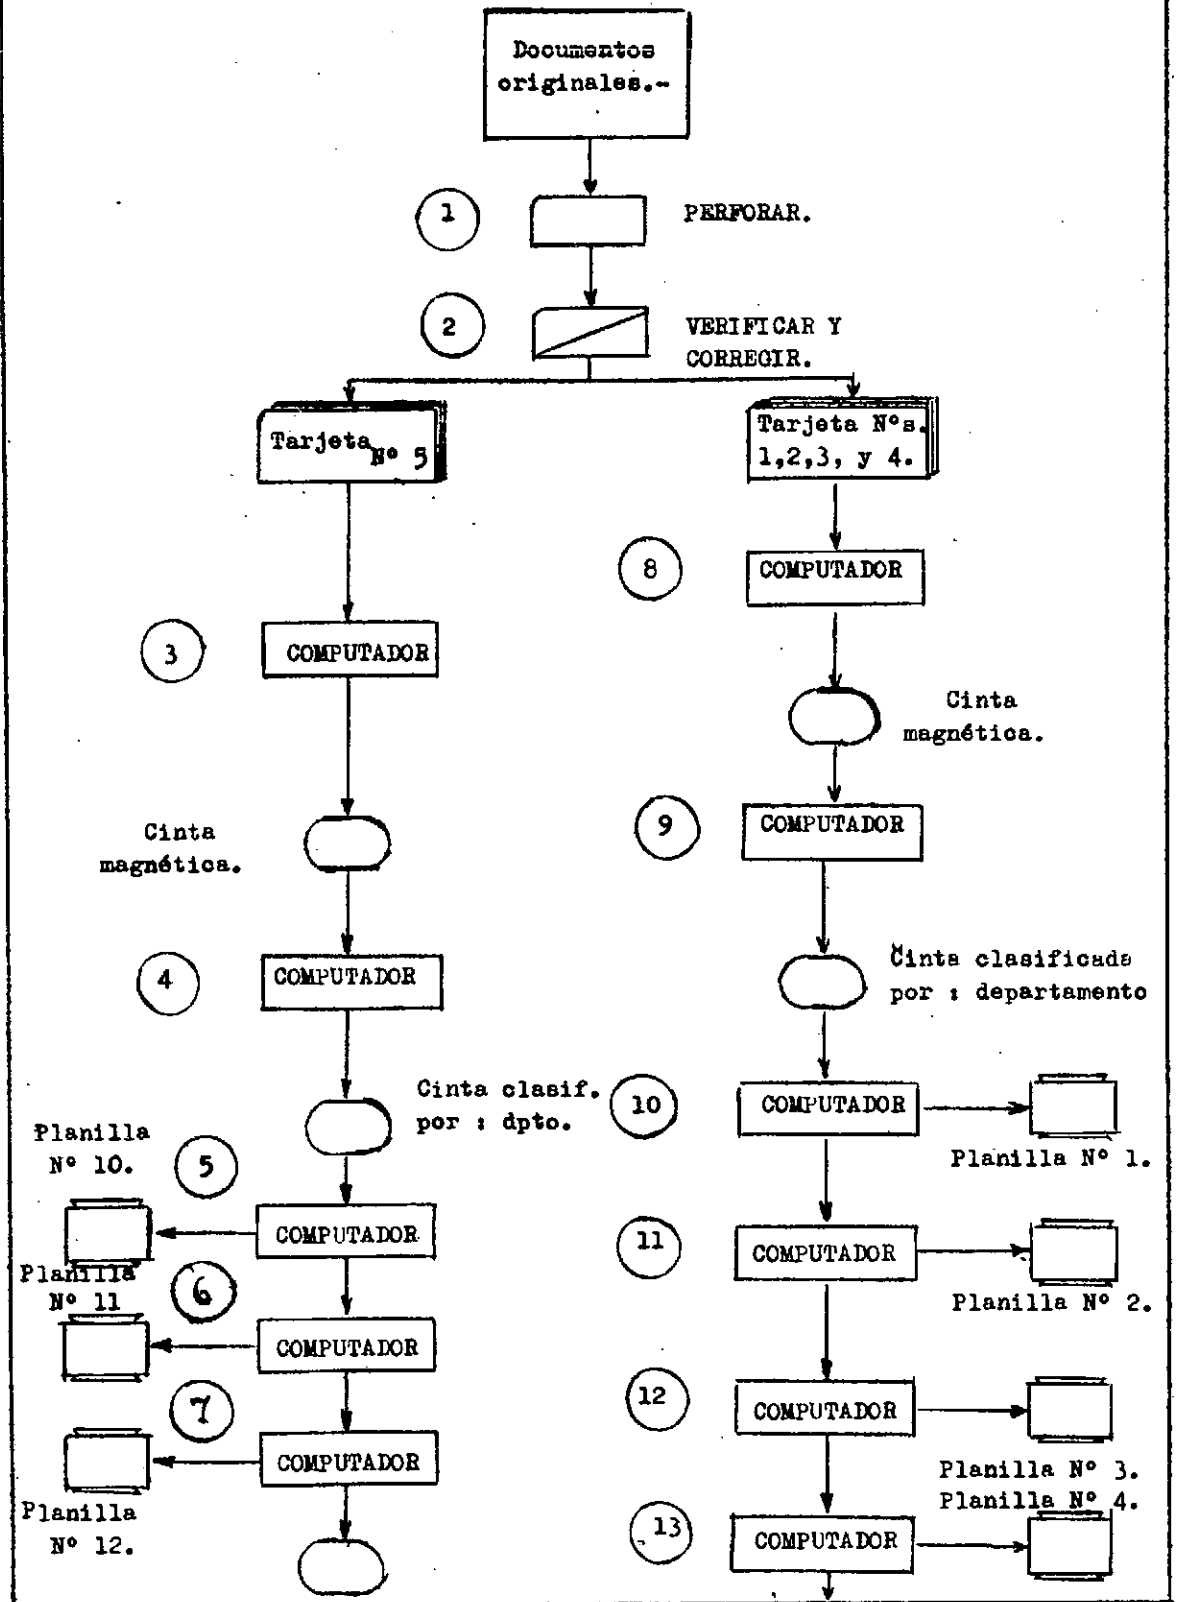 Documentos
originales.-
1
PERFORAR.
2
VERIFICAR Y
CORREGIR.
Tarjeta
Nº 5
Tarjeta Nºs.
1,2,3, y 4.
8
COMPUTADOR
3
COMPUTADOR
Cinta
magnética.
9
COMPUTADOR
Cinta
magnética.
4
COMPUTADOR
Cinta clasificada
por : departamento
Cinta clasif.
por : dpto.
10
COMPUTADOR
Planilla Nº 1.
Planilla
Nº 10.
5
COMPUTADOR
11
COMPUTADOR
Planilla Nº 2.
Planilla
Nº 11
6
COMPUTADOR
12
COMPUTADOR
Planilla Nº 3.
Planilla Nº 4.
7
COMPUTADOR
Planilla
Nº 12.
13
COMPUTADOR